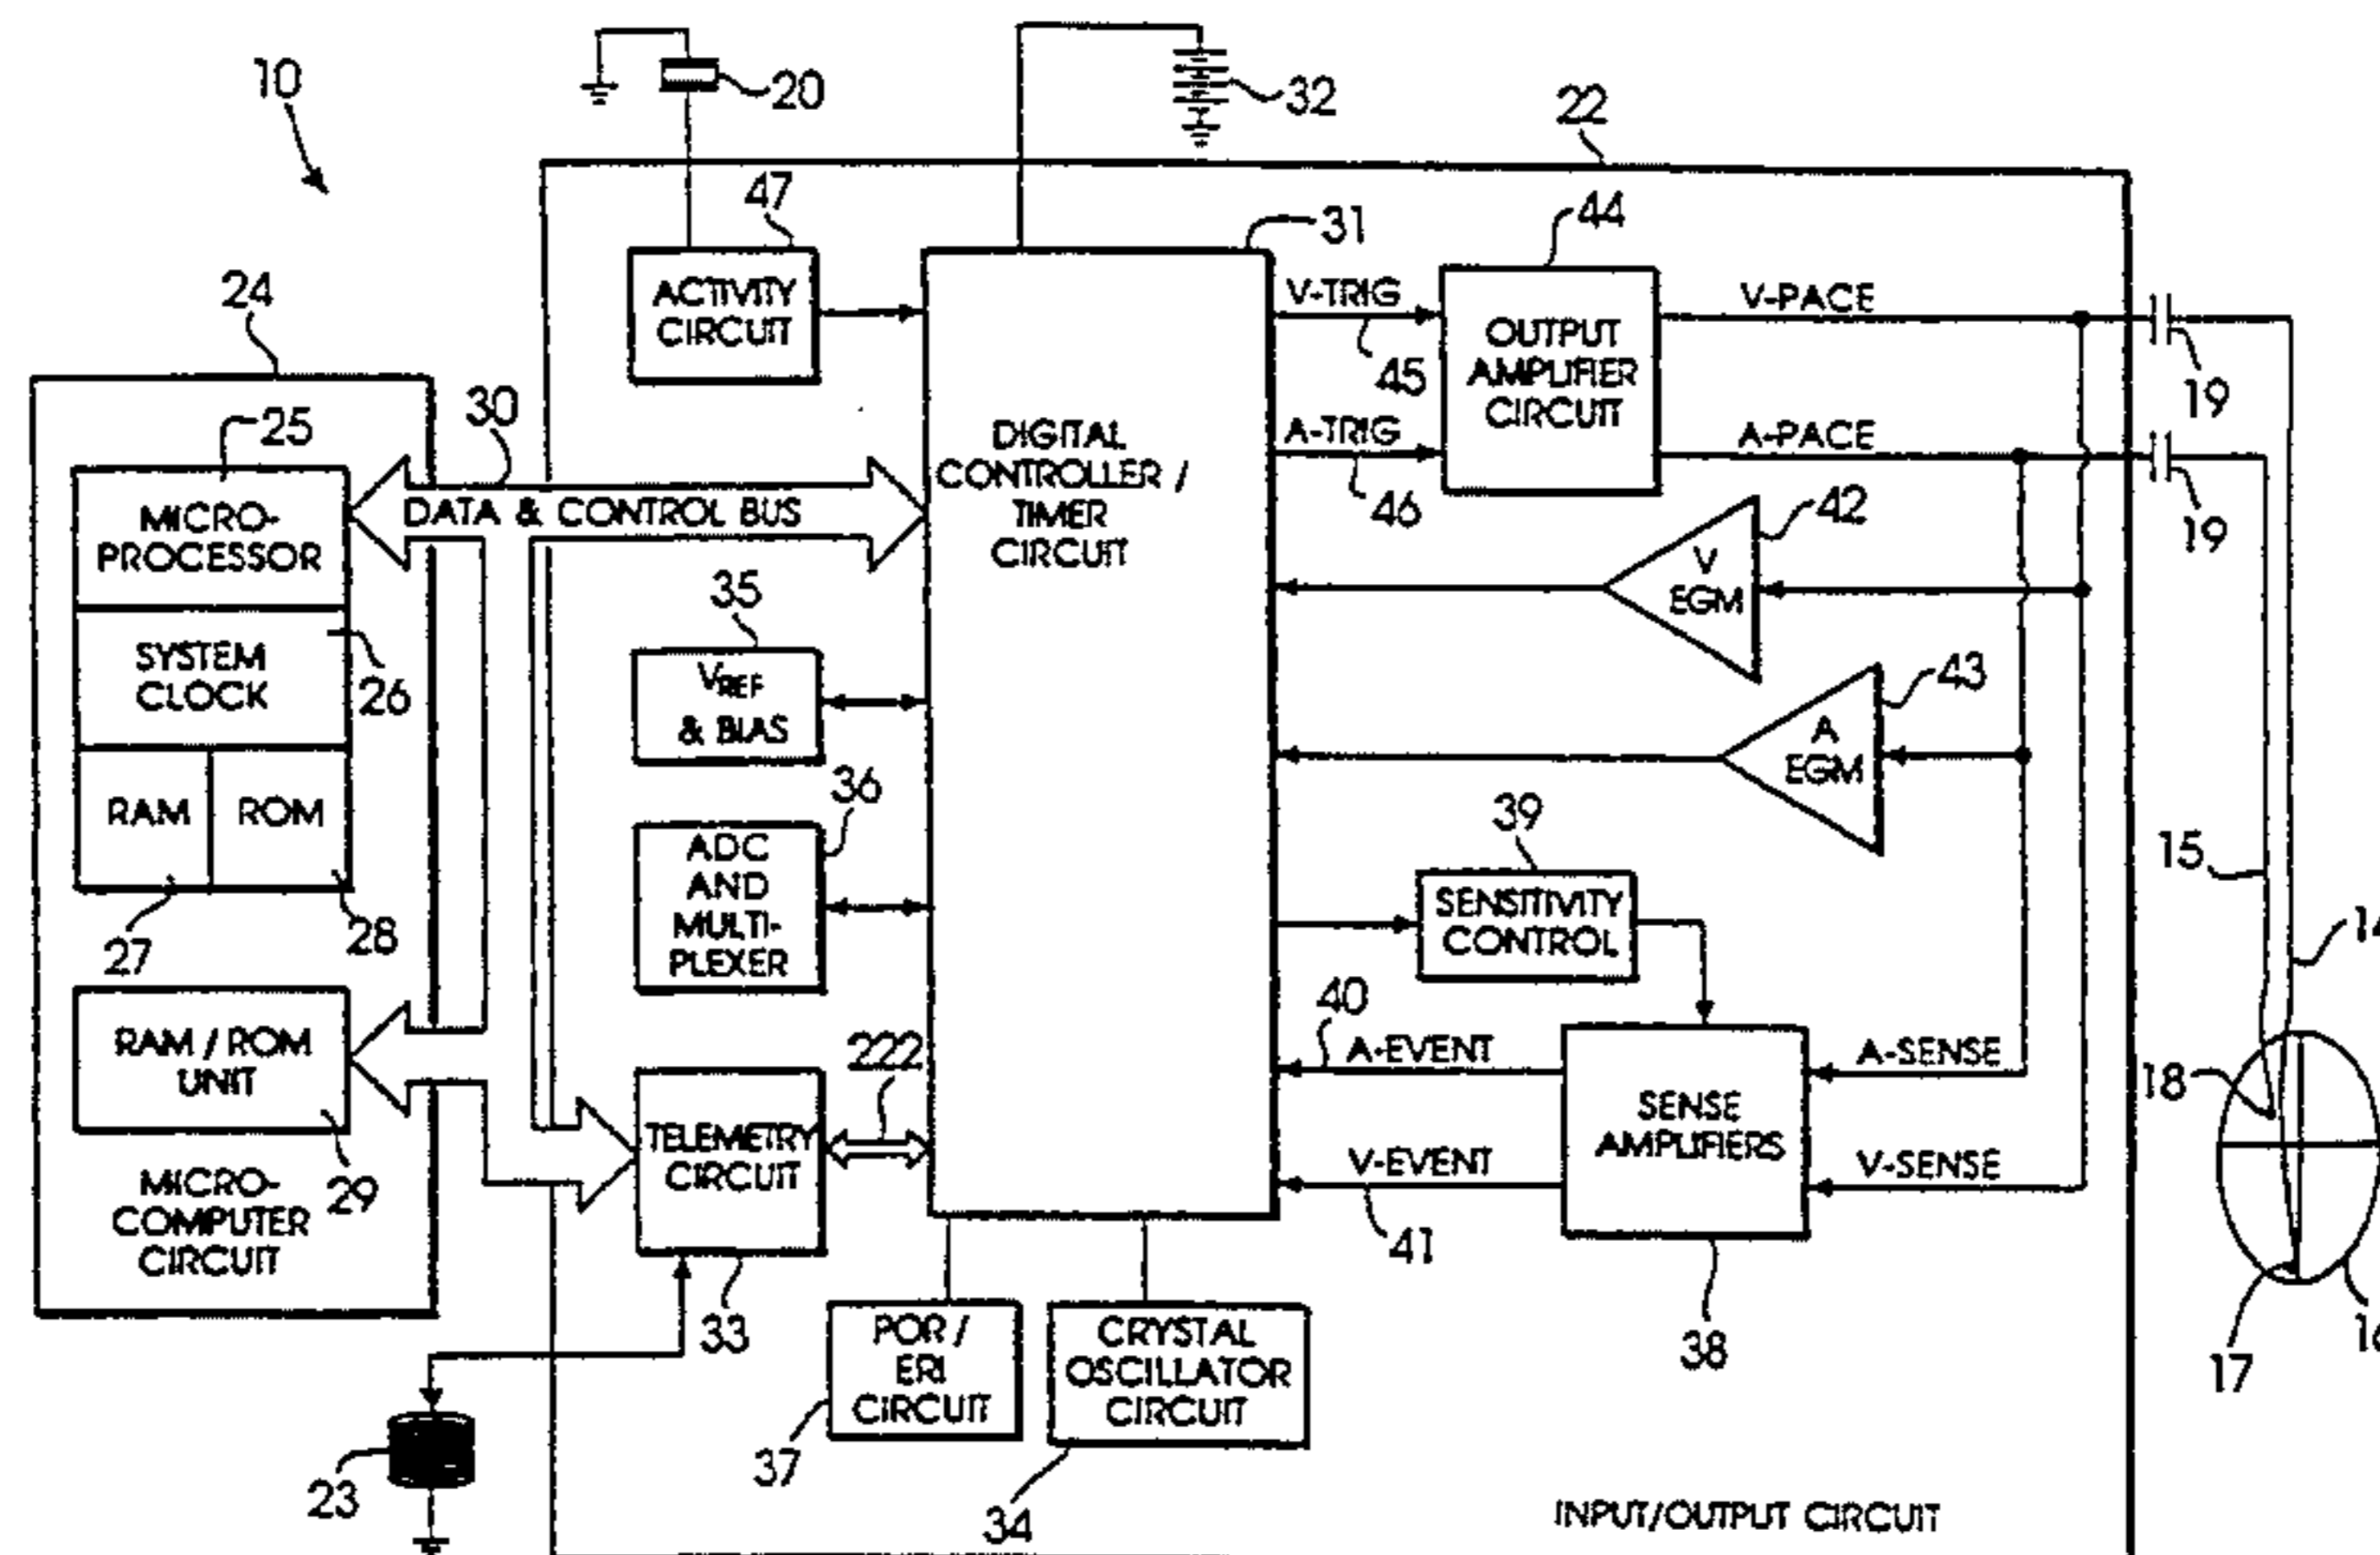 10
20
32
22
47
31
44
24
ACTIVITY
CIRCUIT
V-TRIG
V-PACE
OUTPUT
AMPLIFIER
CIRCUIT
45
19
30
25
DIGITAL
CONTROLLER /
TIMER
CIRCUIT
A-TRIG
A-PACE
46
19
DATA & CONTROL BUS
MICRO-
PROCESSOR
42
V
EGM
35
SYSTEM
CLOCK
26
VREF
& BIAS
43
A
EGM
36
RAM
ROM
39
15
ADC
AND
MULTI-
PLEXER
SENSITIVITY
CONTROL
27
28
14
40
RAM / ROM
UNIT
222
A-EVENT
A-SENSE
18
SENSE
AMPLIFIERS
TELEMETRY
CIRCUIT
V-EVENT
V-SENSE
29
MICRO-
COMPUTER
CIRCUIT
41
33
POR /
ERI
CIRCUIT
CRYSTAL
OSCILLATOR
CIRCUIT
38
17
16
23
37
34
INPUT/OUTPUT CIRCUIT